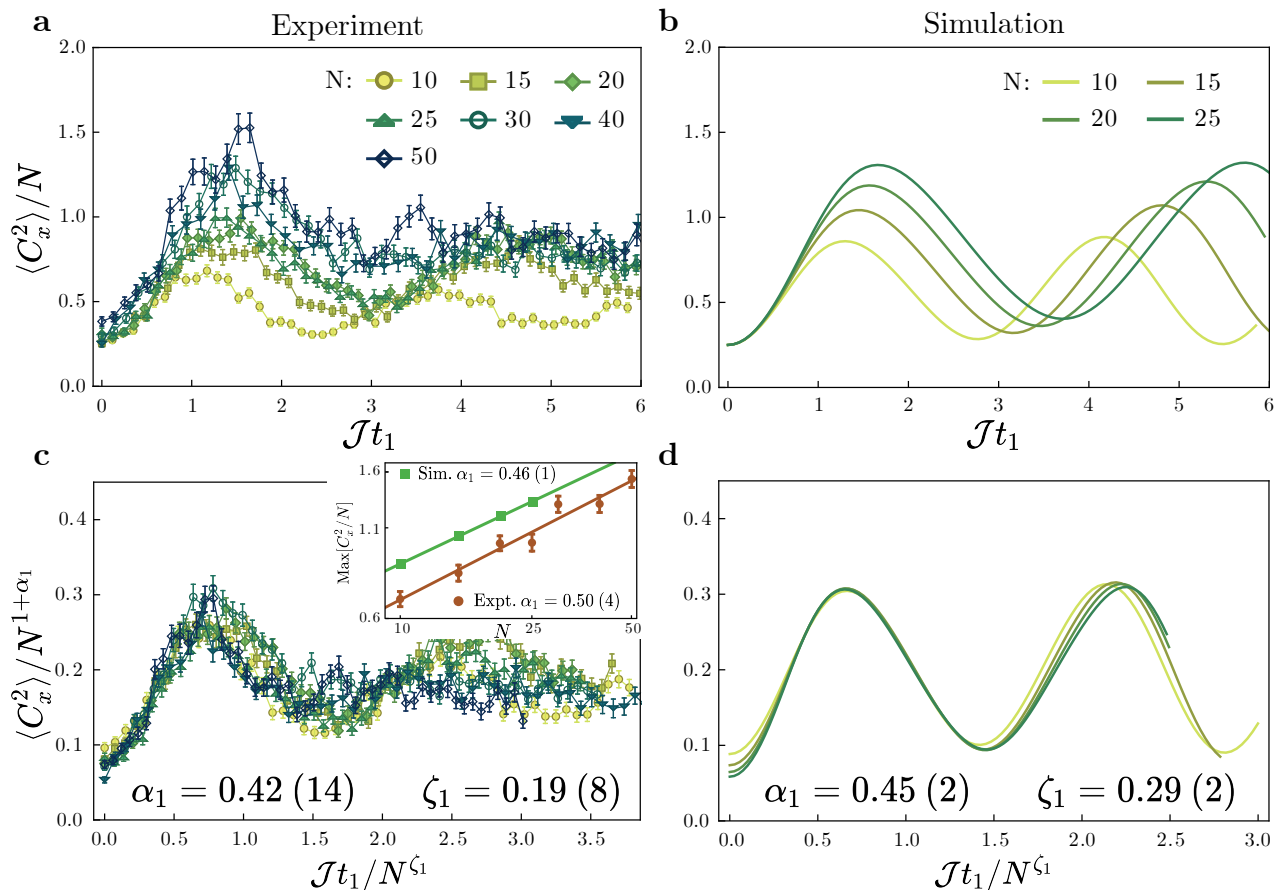 a Experiment
2.0
1.5
1.0
0.5
0.0
⟨C_x^2⟩/N
N: 10 15 20
25 30 40
50
0 1 2 3 4 5 6
𝒥t_1
b Simulation
2.0
1.5
1.0
0.5
0.0
N: 10 15
20 25
0 1 2 3 4 5 6
𝒥t_1
c
0.4
0.3
0.2
0.1
0.0
⟨C_x^2⟩/N^{1+α_1}
1.6
1.1
0.6
Max[C_x^2/N]
Sim. α_1 = 0.46 (1)
Expt. α_1 = 0.50 (4)
10 25 50
N
α_1 = 0.42 (14) ζ_1 = 0.19 (8)
0.0 0.5 1.0 1.5 2.0 2.5 3.0 3.5
𝒥t_1/N^{ζ_1}
d
0.4
0.3
0.2
0.1
0.0
α_1 = 0.45 (2) ζ_1 = 0.29 (2)
0.0 0.5 1.0 1.5 2.0 2.5 3.0
𝒥t_1/N^{ζ_1}